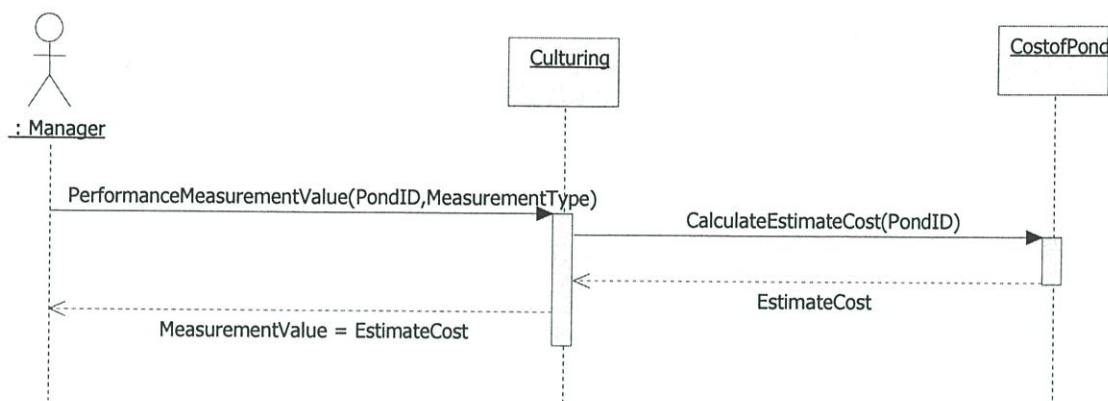 Culturing
CostofPond
: Manager
PerformanceMeasurementValue(PondID,MeasurementType)
CalculateEstimateCost(PondID)
EstimateCost
MeasurementValue = EstimateCost